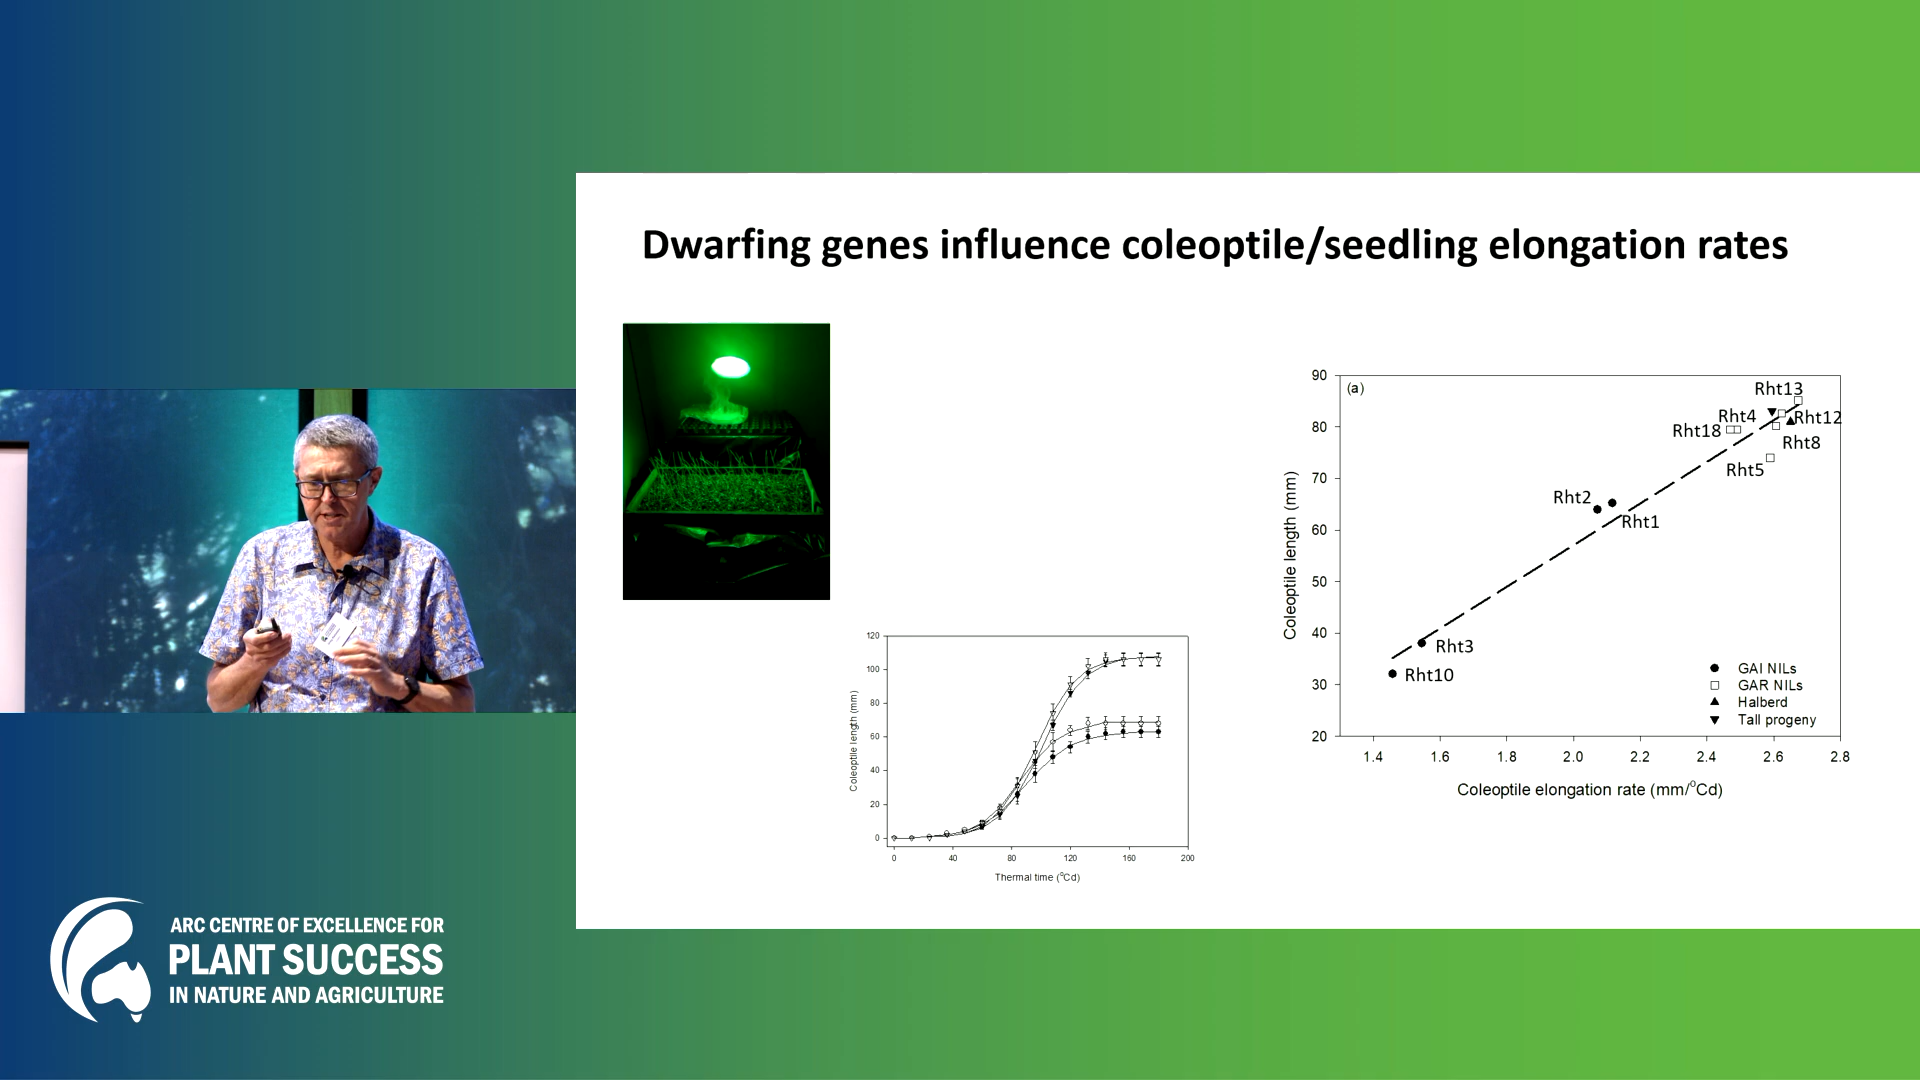 Dwarfing genes influence coleoptile/seedling elongation rates
120
100
80
60
40
20
0
Coleoptile length (mm)
0 40 80 120 160 200
Thermal time (⁰Cd)
(a)
90
80
70
60
50
40
30
20
Coleoptile length (mm)
Rht13
Rht4
Rht12
Rht18
Rht8
Rht5
Rht2
Rht1
Rht3
Rht10
GAI NILs
GAR NILs
Halberd
Tall progeny
1.4 1.6 1.8 2.0 2.2 2.4 2.6 2.8
Coleoptile elongation rate (mm/⁰Cd)
ARC CENTRE OF EXCELLENCE FOR
PLANT SUCCESS
IN NATURE AND AGRICULTURE